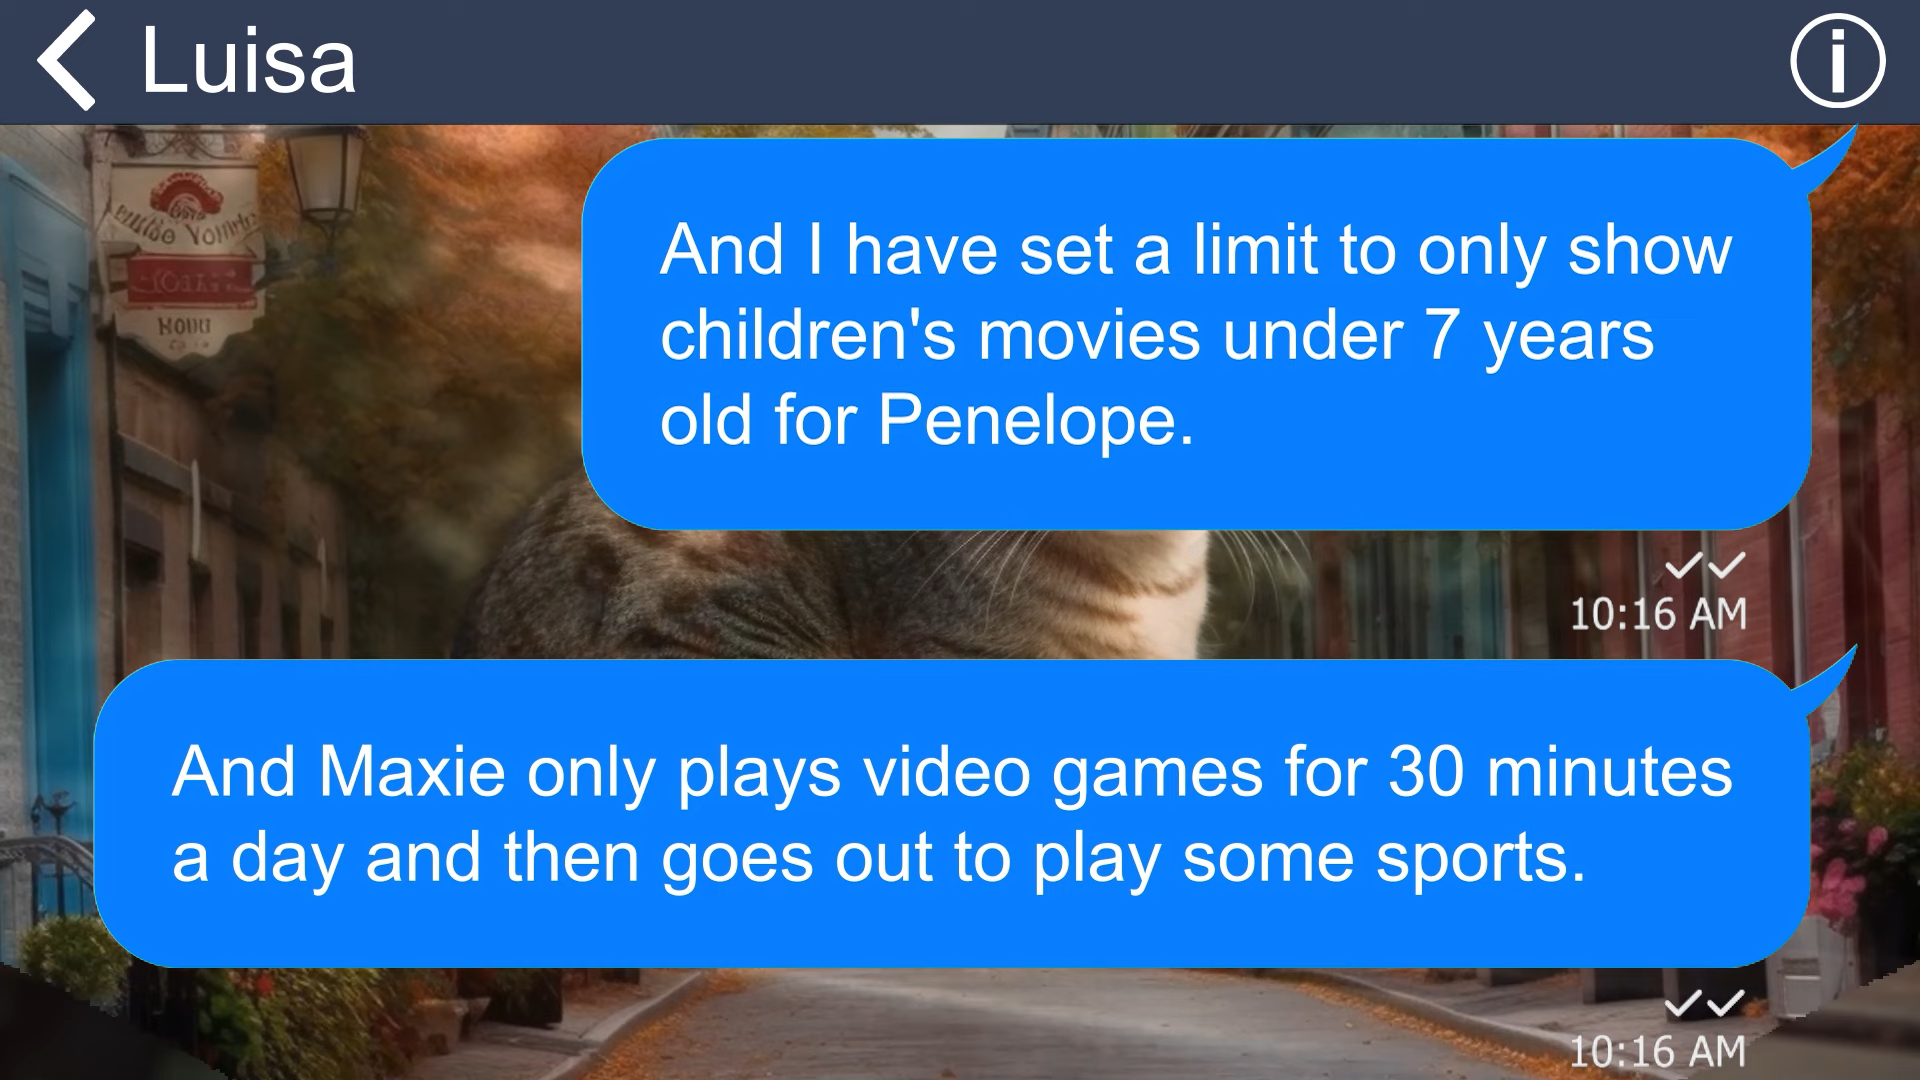 Luisa
And I have set a limit to only show
children's movies under 7 years
old for Penelope.
10:16 AM
And Maxie only plays video games for 30 minutes
a day and then goes out to play some sports.
10:16 AM